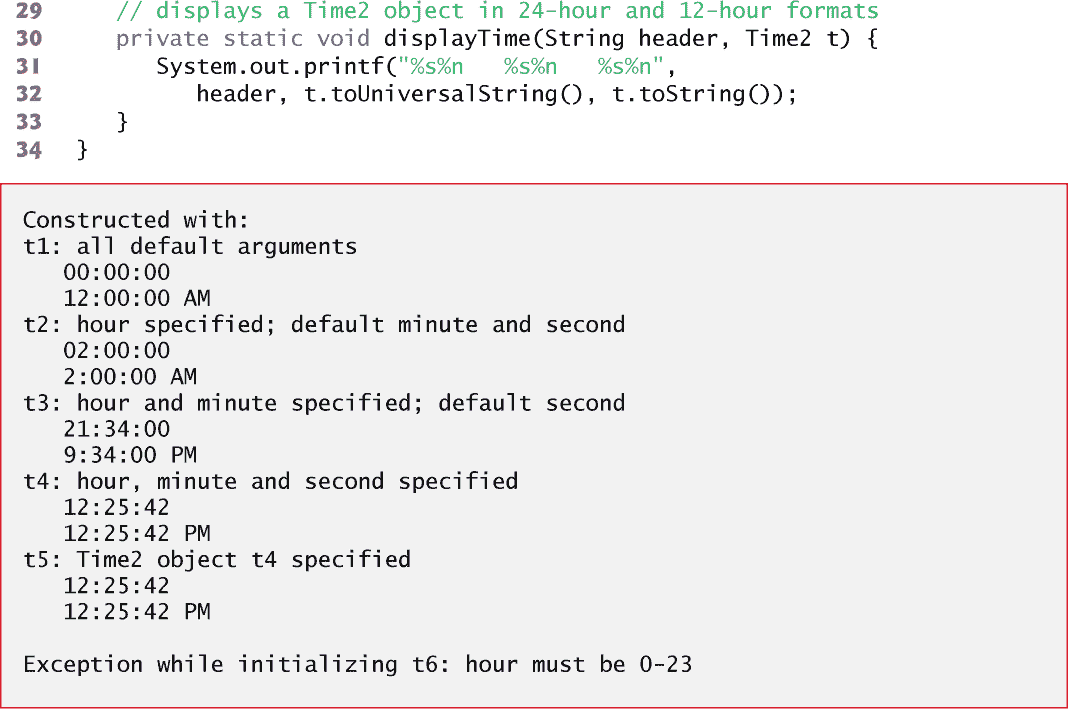 29 // displays a Time2 object in 24-hour and 12-hour formats
30 private static void displayTime(String header, Time2 t) {
31 System.out.printf("%s%n   %s%n   %s%n",
32 header, t.toUniversalString(), t.toString());
33 }
34 }
Constructed with:
t1: all default arguments
00:00:00
12:00:00 AM
t2: hour specified; default minute and second
02:00:00
2:00:00 AM
t3: hour and minute specified; default second
21:34:00
9:34:00 PM
t4: hour, minute and second specified
12:25:42
12:25:42 PM
t5: Time2 object t4 specified
12:25:42
12:25:42 PM
Exception while initializing t6: hour must be 0-23